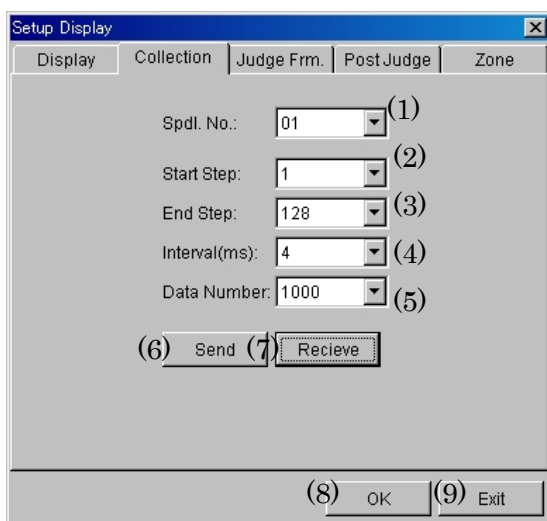 Setup Display
Display Collection Judge Frm. Post Judge Zone
Spdl. No.: 01 (1)
Start Step: 1 (2)
End Step: 128 (3)
Interval(ms): 4 (4)
Data Number: 1000 (5)
(6) Send (7) Recieve
(8) OK (9) Exit